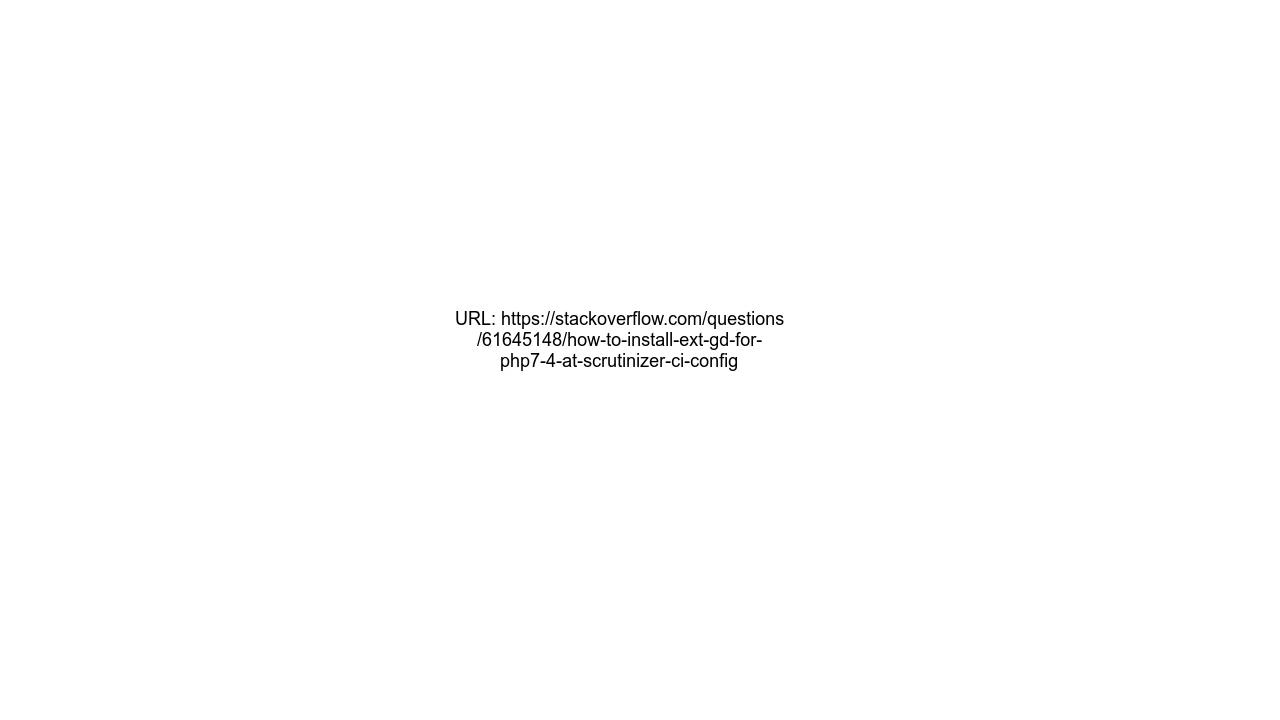 URL: https://stackoverflow.com/questions
/61645148/how-to-install-ext-gd-for-
php7-4-at-scrutinizer-ci-config